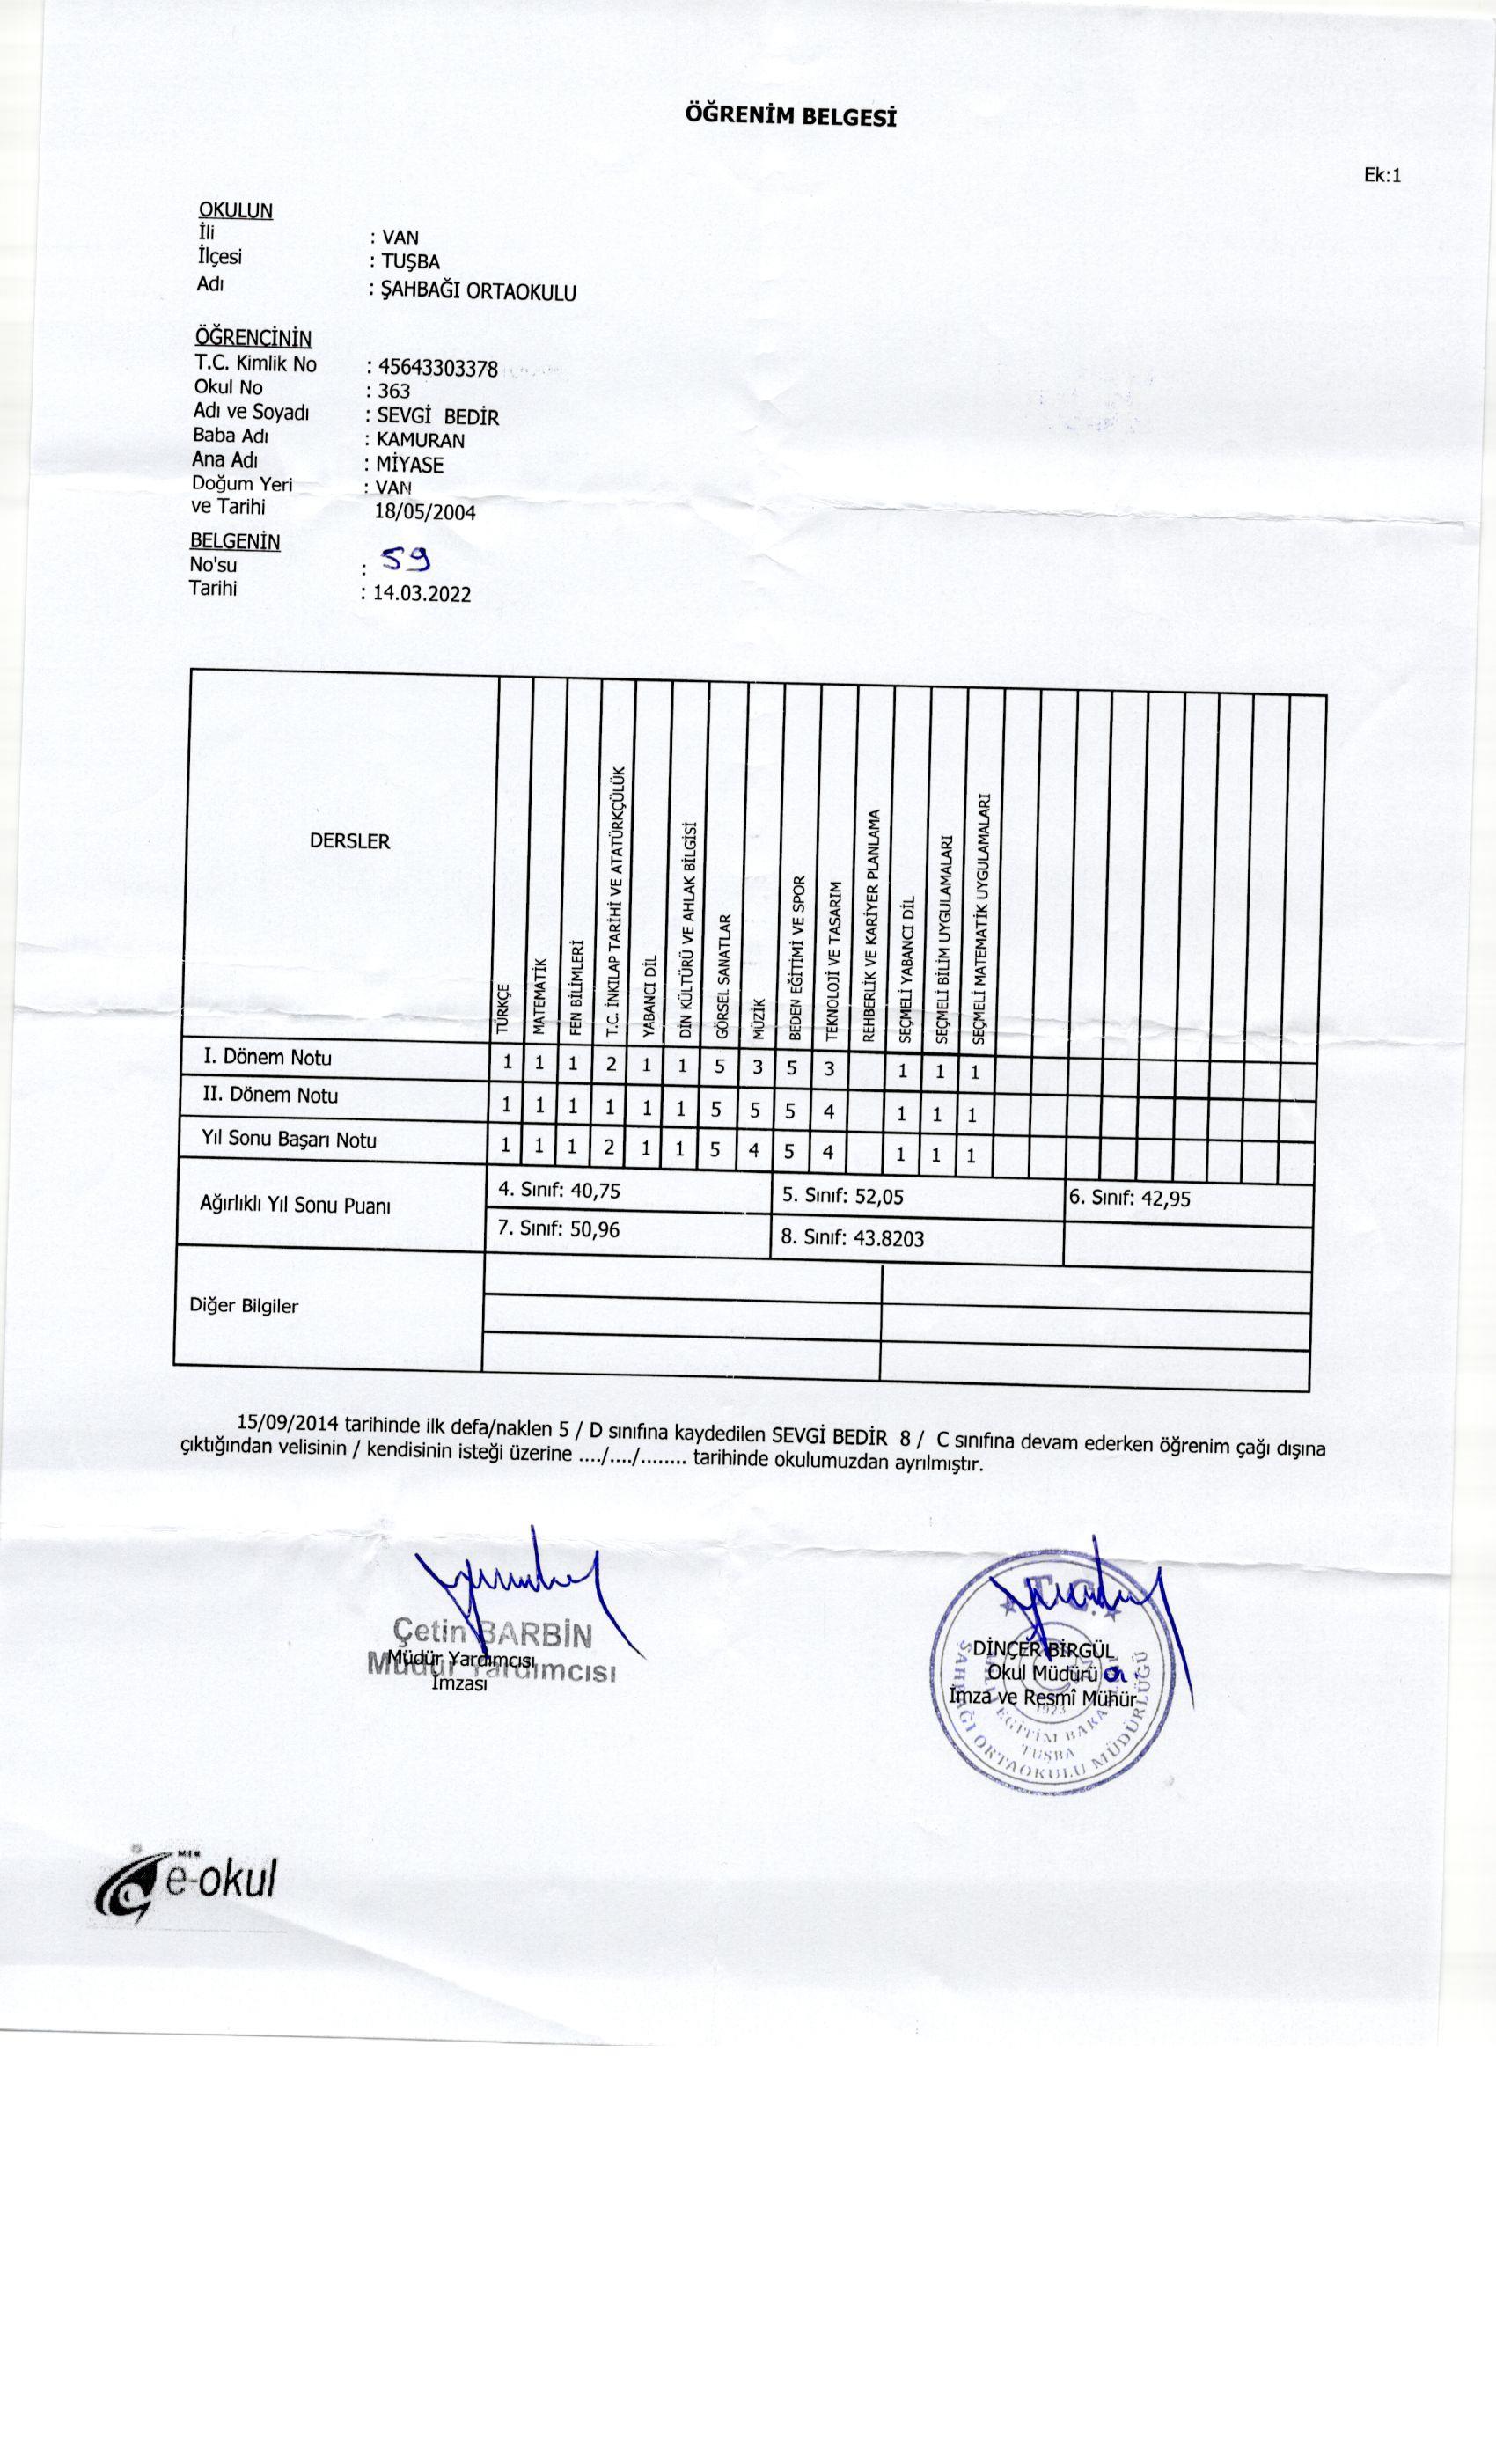 ÖĞRENİM BELGESİ
Ek:1
OKULUN
İli : VAN
İlçesi : TUŞBA
Adı : ŞAHBAĞI ORTAOKULU
ÖĞRENCİNİN
T.C. Kimlik No : 45643303378
Okul No : 363
Adı ve Soyadı : SEVGİ BEDİR
Baba Adı : KAMURAN
Ana Adı : MİYASE
Doğum Yeri : VAN
ve Tarihi 18/05/2004
BELGENİN
No'su : 59
Tarihi : 14.03.2022
DERSLER
TÜRKÇE
MATEMATİK
FEN BİLİMLERİ
T.C. İNKILAP TARİHİ VE ATATÜRKÇÜLÜK
YABANCI DİL
DİN KÜLTÜRÜ VE AHLAK BİLGİSİ
GÖRSEL SANATLAR
MÜZİK
BEDEN EĞİTİMİ VE SPOR
TEKNOLOJİ VE TASARIM
REHBERLİK VE KARİYER PLANLAMA
SEÇMELİ YABANCI DİL
SEÇMELİ BİLİM UYGULAMALARI
SEÇMELİ MATEMATİK UYGULAMALARI
I. Dönem Notu 1 1 1 2 1 1 5 3 5 3 1 1 1
II. Dönem Notu 1 1 1 1 1 1 5 5 5 4 1 1 1
Yıl Sonu Başarı Notu 1 1 1 2 1 1 5 4 5 4 1 1 1
Ağırlıklı Yıl Sonu Puanı
4. Sınıf: 40,75 5. Sınıf: 52,05 6. Sınıf: 42,95
7. Sınıf: 50,96 8. Sınıf: 43.8203
Diğer Bilgiler
15/09/2014 tarihinde ilk defa/naklen 5 / D sınıfına kaydedilen SEVGİ BEDİR 8 / C sınıfına devam ederken öğrenim çağı dışına
çıktığından velisinin / kendisinin isteği üzerine ..../..../........ tarihinde okulumuzdan ayrılmıştır.
Çetin BARBİN
Müdür Yardımcısı
Müdür Yardımcısı
İmzası
T.C.
DİNÇER BİRGÜL
Okul Müdürü a.
İmza ve Resmî Mühür
1923
EĞİTİM
TUŞBA
ŞAHBAĞI ORTAOKULU MÜDÜRLÜĞÜ
MEB
e-okul